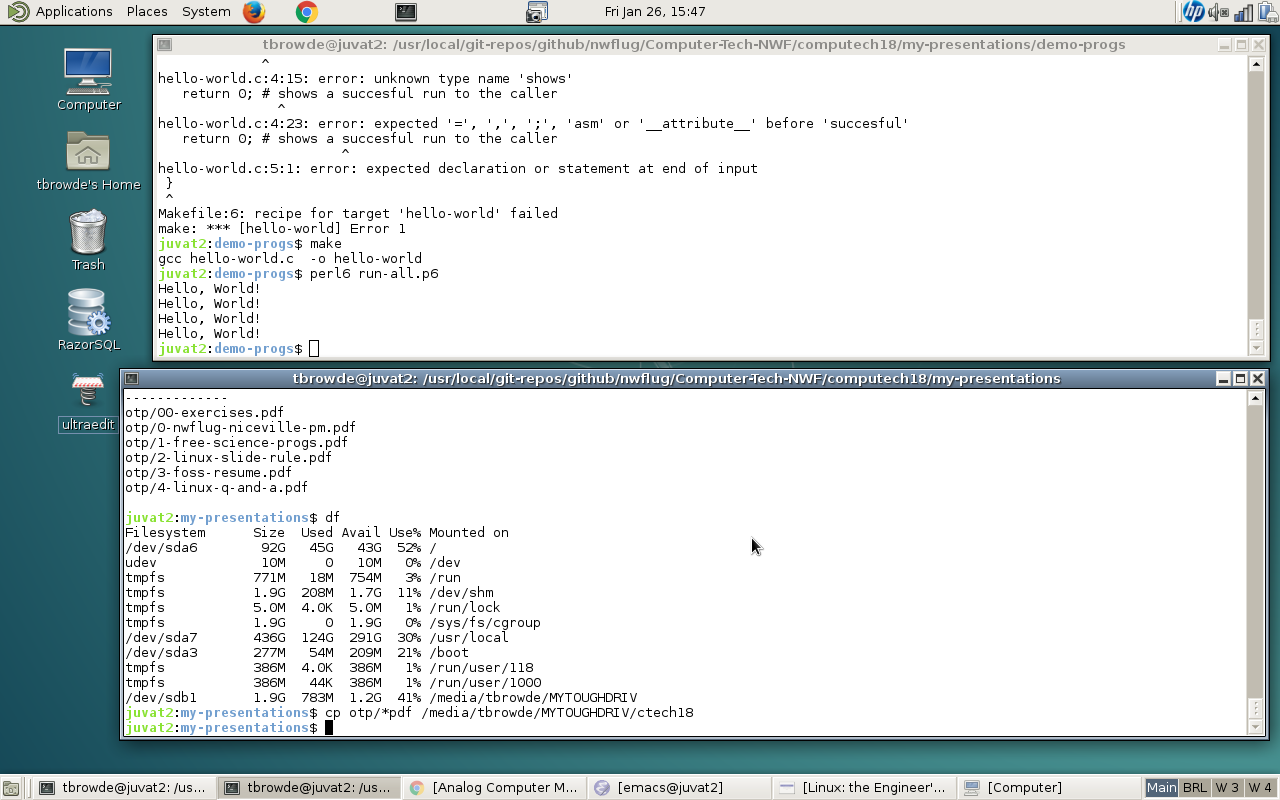 Applications Places System Fri Jan 26, 15:47
Computer
tbrowde's Home
Trash
RazorSQL
ultraedit
tbrowde@juvat2: /usr/local/git-repos/github/nwflug/Computer-Tech-NWF/computech18/my-presentations/demo-progs
^
hello-world.c:4:15: error: unknown type name 'shows'
return 0; # shows a succesful run to the caller
^
hello-world.c:4:23: error: expected '=', ',', ';', 'asm' or '__attribute__' before 'succesful'
return 0; # shows a succesful run to the caller
^
hello-world.c:5:1: error: expected declaration or statement at end of input
}
^
Makefile:6: recipe for target 'hello-world' failed
make: *** [hello-world] Error 1
juvat2:demo-progs$ make
gcc hello-world.c  -o hello-world
juvat2:demo-progs$ perl6 run-all.p6
Hello, World!
Hello, World!
Hello, World!
Hello, World!
juvat2:demo-progs$
tbrowde@juvat2: /usr/local/git-repos/github/nwflug/Computer-Tech-NWF/computech18/my-presentations
-------------
otp/00-exercises.pdf
otp/0-nwflug-niceville-pm.pdf
otp/1-free-science-progs.pdf
otp/2-linux-slide-rule.pdf
otp/3-foss-resume.pdf
otp/4-linux-q-and-a.pdf
juvat2:my-presentations$ df
Filesystem Size Used Avail Use% Mounted on
/dev/sda6 92G 45G 43G 52% /
udev 10M 0 10M 0% /dev
tmpfs 771M 18M 754M 3% /run
tmpfs 1.9G 208M 1.7G 11% /dev/shm
tmpfs 5.0M 4.0K 5.0M 1% /run/lock
tmpfs 1.9G 0 1.9G 0% /sys/fs/cgroup
/dev/sda7 436G 124G 291G 30% /usr/local
/dev/sda3 277M 54M 209M 21% /boot
tmpfs 386M 4.0K 386M 1% /run/user/118
tmpfs 386M 44K 386M 1% /run/user/1000
/dev/sdb1 1.9G 783M 1.2G 41% /media/tbrowde/MYTOUGHDRIV
juvat2:my-presentations$ cp otp/*pdf /media/tbrowde/MYTOUGHDRIV/ctech18
juvat2:my-presentations$
tbrowde@juvat2: /us... tbrowde@juvat2: /us... [Analog Computer M... [emacs@juvat2] [Linux: the Engineer'... [Computer] Main BRL W 3 W 4